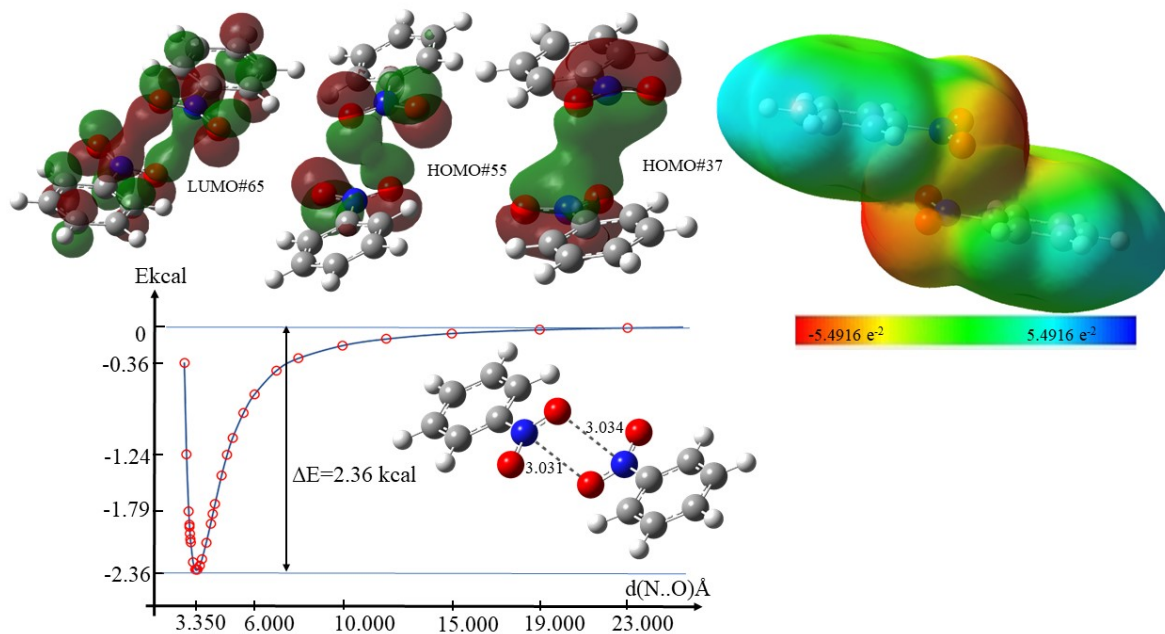 LUMO#65
HOMO#55
HOMO#37
-5.4916 e⁻²
5.4916 e⁻²
Ekcal
0
-0.36
-1.24
-1.79
-2.36
ΔE=2.36 kcal
3.034
3.031
d(N..O)Å
3.350
6.000
10.000
15.000
19.000
23.000